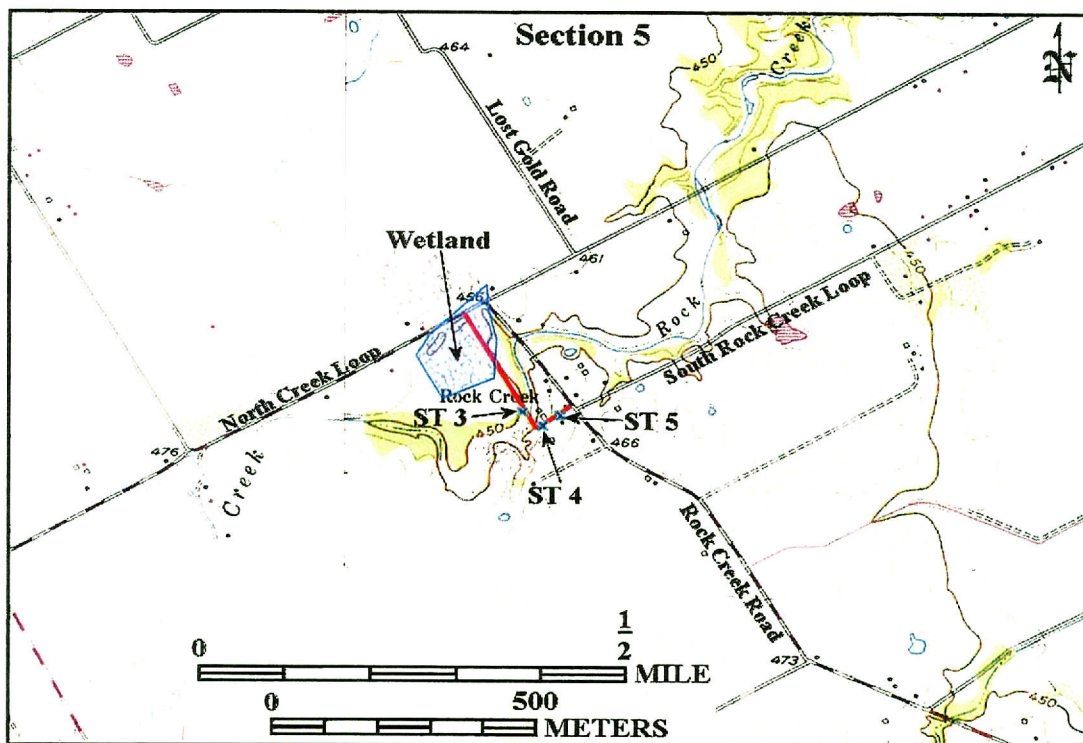 Section 5
N
464
450
Creek
Lost Gold Road
Wetland
461
456
450
Rock
South Rock Creek Loop
North Creek Loop
Rock Creek
ST 3
450
ST 5
466
476
Creek
ST 4
Rock Creek Road
0
1
2
MILE
473
450
0
500
METERS